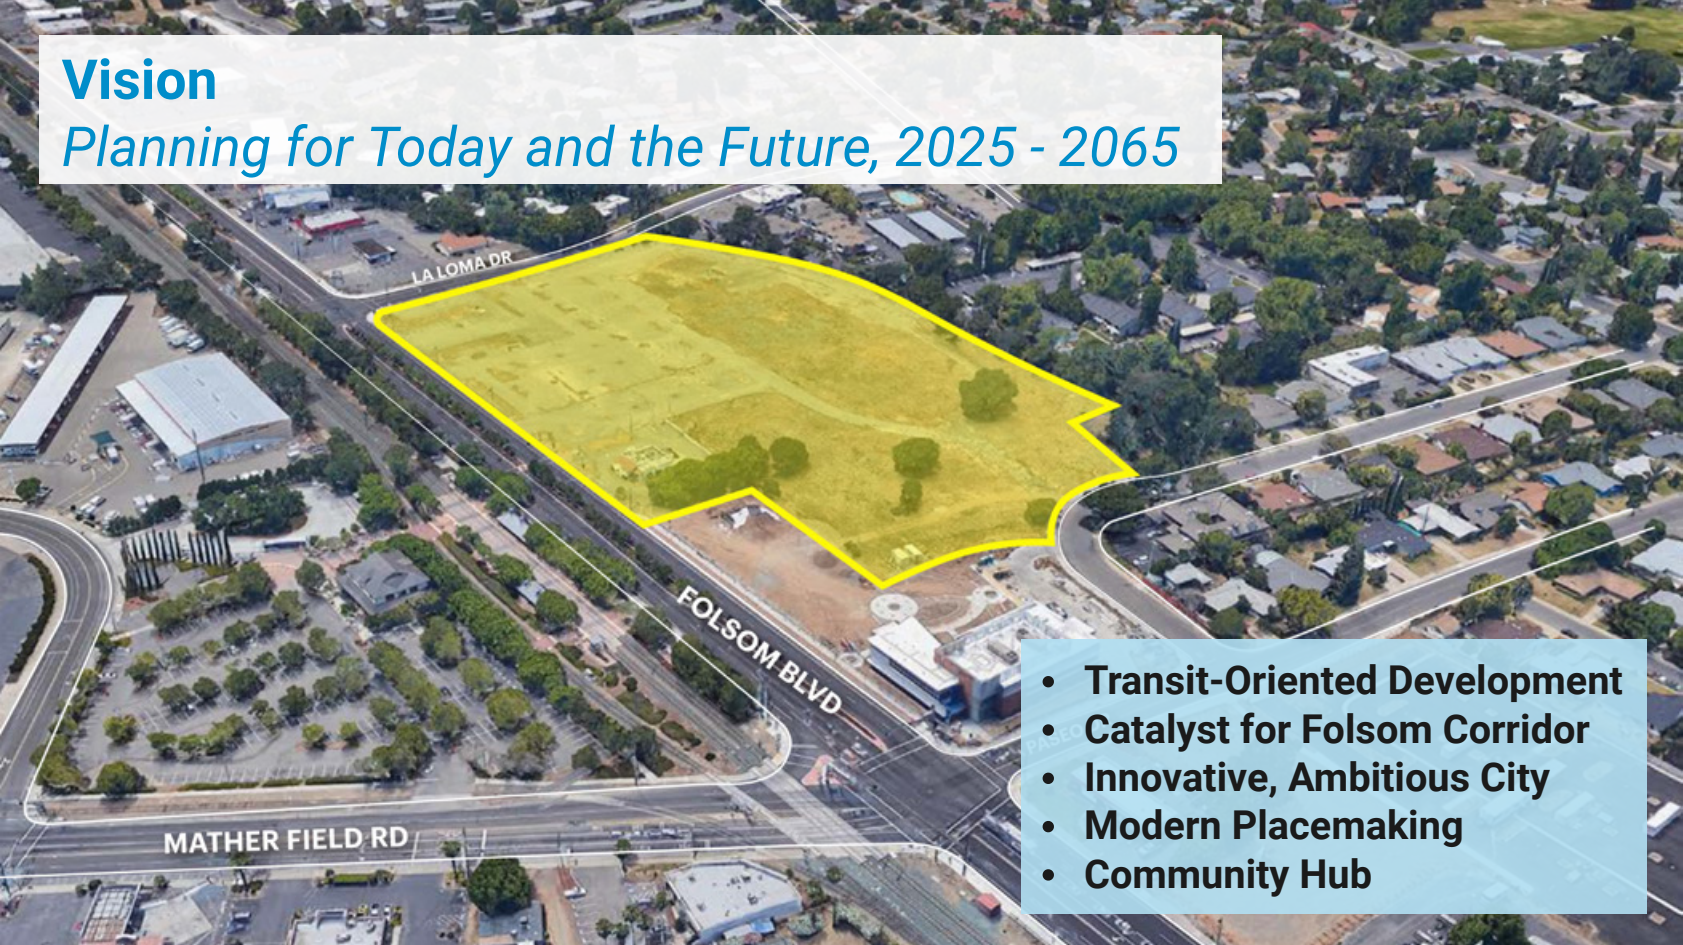 Vision
Planning for Today and the Future, 2025 - 2065
LA LOMA DR
FOLSOM BLVD
PASEO
MATHER FIELD RD
• Transit-Oriented Development
• Catalyst for Folsom Corridor
• Innovative, Ambitious City
• Modern Placemaking
• Community Hub